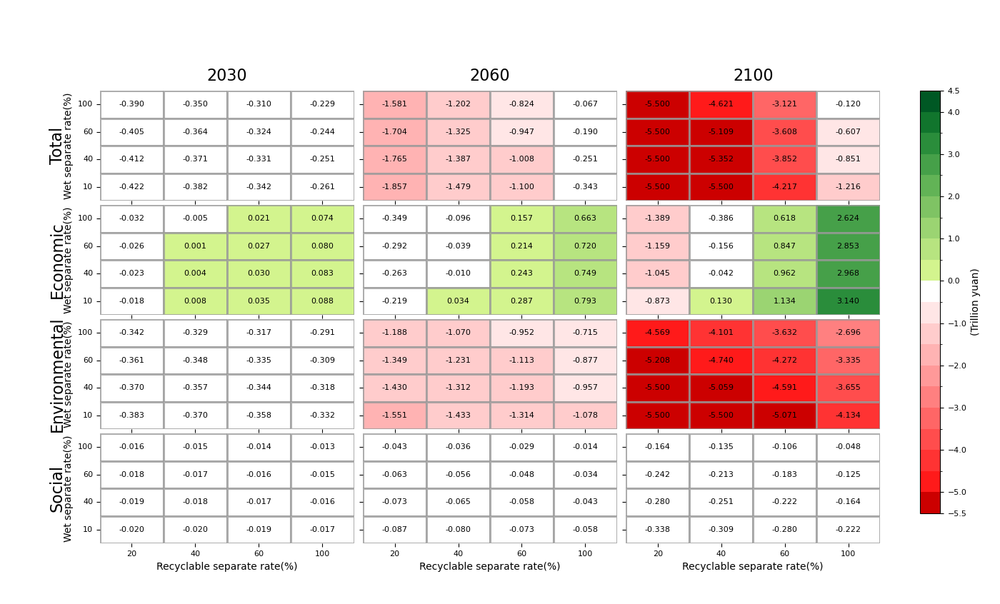 2030 2060 2100
Total
Wet separate rate(%)
100 -0.390 -0.350 -0.310 -0.229 -1.581 -1.202 -0.824 -0.067 -5.500 -4.621 -3.121 -0.120
60 -0.405 -0.364 -0.324 -0.244 -1.704 -1.325 -0.947 -0.190 -5.500 -5.109 -3.608 -0.607
40 -0.412 -0.371 -0.331 -0.251 -1.765 -1.387 -1.008 -0.251 -5.500 -5.352 -3.852 -0.851
10 -0.422 -0.382 -0.342 -0.261 -1.857 -1.479 -1.100 -0.343 -5.500 -5.500 -4.217 -1.216
Economic
Wet separate rate(%)
100 -0.032 -0.005 0.021 0.074 -0.349 -0.096 0.157 0.663 -1.389 -0.386 0.618 2.624
60 -0.026 0.001 0.027 0.080 -0.292 -0.039 0.214 0.720 -1.159 -0.156 0.847 2.853
40 -0.023 0.004 0.030 0.083 -0.263 -0.010 0.243 0.749 -1.045 -0.042 0.962 2.968
10 -0.018 0.008 0.035 0.088 -0.219 0.034 0.287 0.793 -0.873 0.130 1.134 3.140
Environmental
Wet separate rate(%)
100 -0.342 -0.329 -0.317 -0.291 -1.188 -1.070 -0.952 -0.715 -4.569 -4.101 -3.632 -2.696
60 -0.361 -0.348 -0.335 -0.309 -1.349 -1.231 -1.113 -0.877 -5.208 -4.740 -4.272 -3.335
40 -0.370 -0.357 -0.344 -0.318 -1.430 -1.312 -1.193 -0.957 -5.500 -5.059 -4.591 -3.655
10 -0.383 -0.370 -0.358 -0.332 -1.551 -1.433 -1.314 -1.078 -5.500 -5.500 -5.071 -4.134
Social
Wet separate rate(%)
100 -0.016 -0.015 -0.014 -0.013 -0.043 -0.036 -0.029 -0.014 -0.164 -0.135 -0.106 -0.048
60 -0.018 -0.017 -0.016 -0.015 -0.063 -0.056 -0.048 -0.034 -0.242 -0.213 -0.183 -0.125
40 -0.019 -0.018 -0.017 -0.016 -0.073 -0.065 -0.058 -0.043 -0.280 -0.251 -0.222 -0.164
10 -0.020 -0.020 -0.019 -0.017 -0.087 -0.080 -0.073 -0.058 -0.338 -0.309 -0.280 -0.222
20 40 60 100 20 40 60 100 20 40 60 100
Recyclable separate rate(%) Recyclable separate rate(%) Recyclable separate rate(%)
4.5
4.0
3.0
2.0
1.0
0.0
−1.0
−2.0
−3.0
−4.0
−5.0
−5.5
(Trillion yuan)